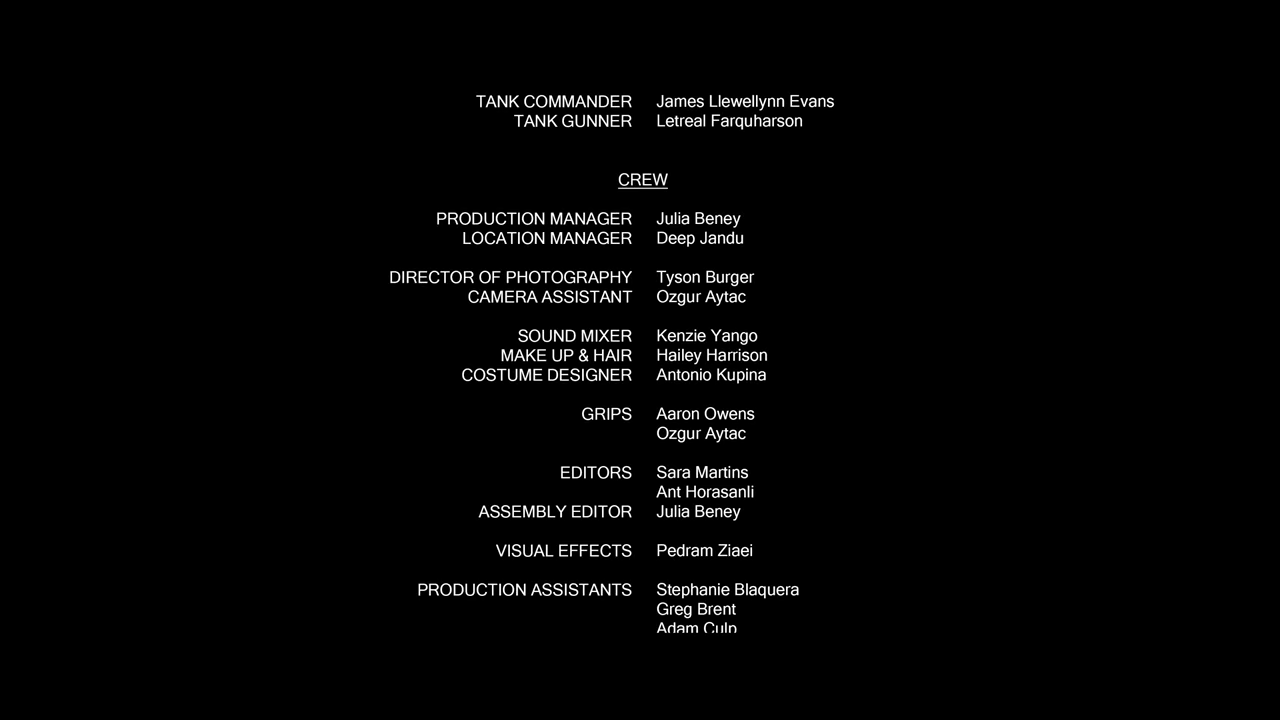 TANK COMMANDER James Llewellynn Evans
TANK GUNNER Letreal Farquharson
CREW
PRODUCTION MANAGER Julia Beney
LOCATION MANAGER Deep Jandu
DIRECTOR OF PHOTOGRAPHY Tyson Burger
CAMERA ASSISTANT Ozgur Aytac
SOUND MIXER Kenzie Yango
MAKE UP & HAIR Hailey Harrison
COSTUME DESIGNER Antonio Kupina
GRIPS Aaron Owens
Ozgur Aytac
EDITORS Sara Martins
Ant Horasanli
ASSEMBLY EDITOR Julia Beney
VISUAL EFFECTS Pedram Ziaei
PRODUCTION ASSISTANTS Stephanie Blaquera
Greg Brent
Adam Culp